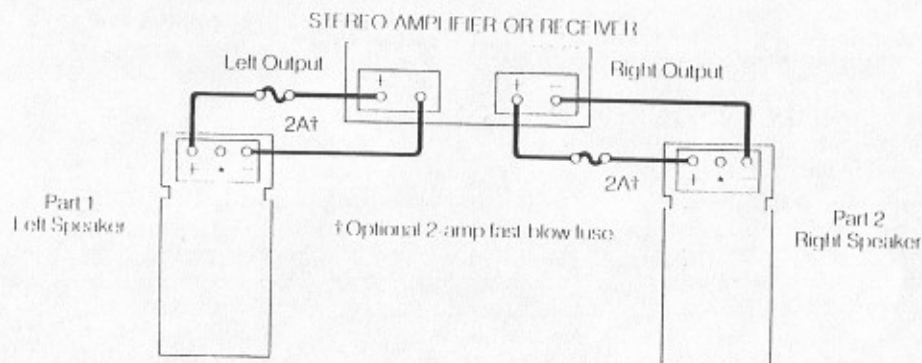 STEREO AMPLIFIER OR RECEIVER
Left Output
Right Output
+
+ −
2A†
2A†
+ • −
+ •
Part 1
Left Speaker
†Optional 2-amp fast blow fuse
Part 2
Right Speaker